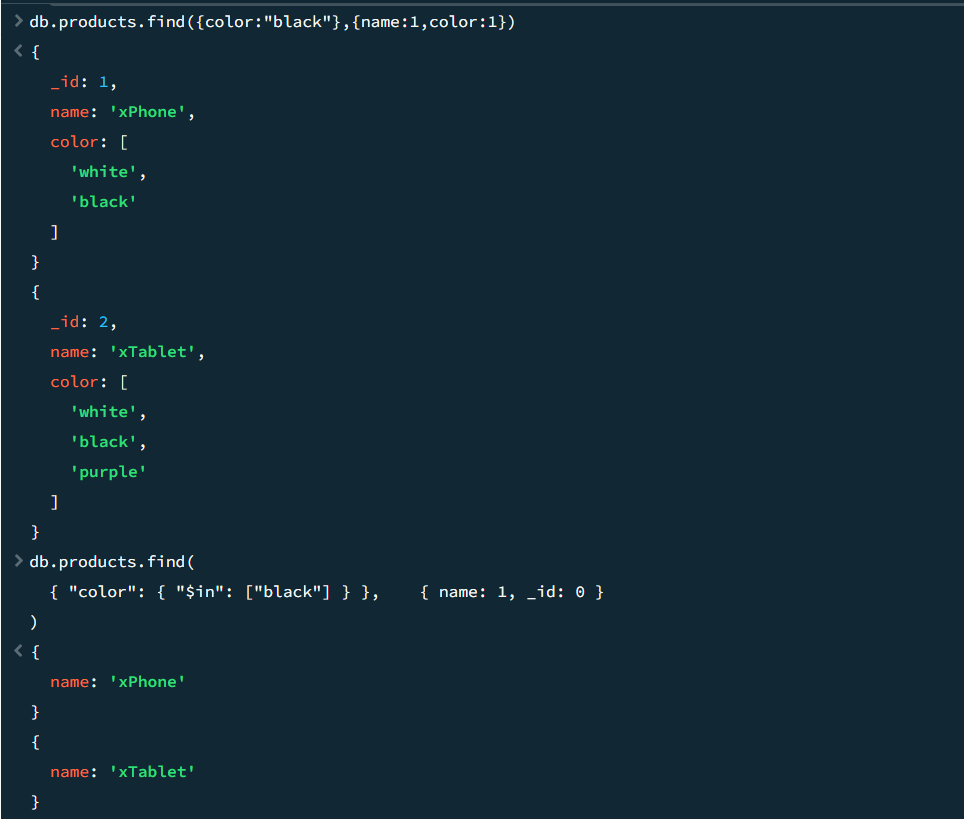 > db.products.find({color:"black"},{name:1,color:1})
< {
_id: 1,
name: 'xPhone',
color: [
'white',
'black'
]
}
{
_id: 2,
name: 'xTablet',
color: [
'white',
'black',
'purple'
]
}
> db.products.find(
{ "color": { "$in": ["black"] } },    { name: 1, _id: 0 }
)
< {
name: 'xPhone'
}
{
name: 'xTablet'
}